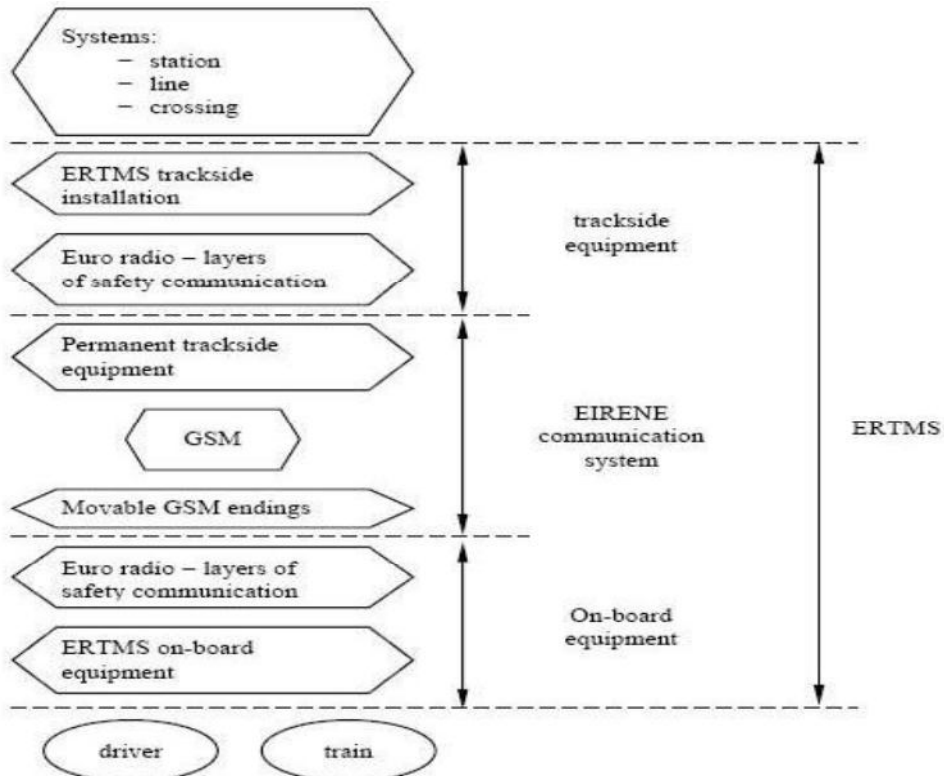 Systems:
– station
– line
– crossing
ERTMS trackside
installation
Euro radio – layers
of safety communication
trackside
equipment
Permanent trackside
equipment
GSM
Movable GSM endings
EIRENE
communication
system
ERTMS
Euro radio – layers of
safety communication
ERTMS on-board
equipment
On-board
equipment
driver
train